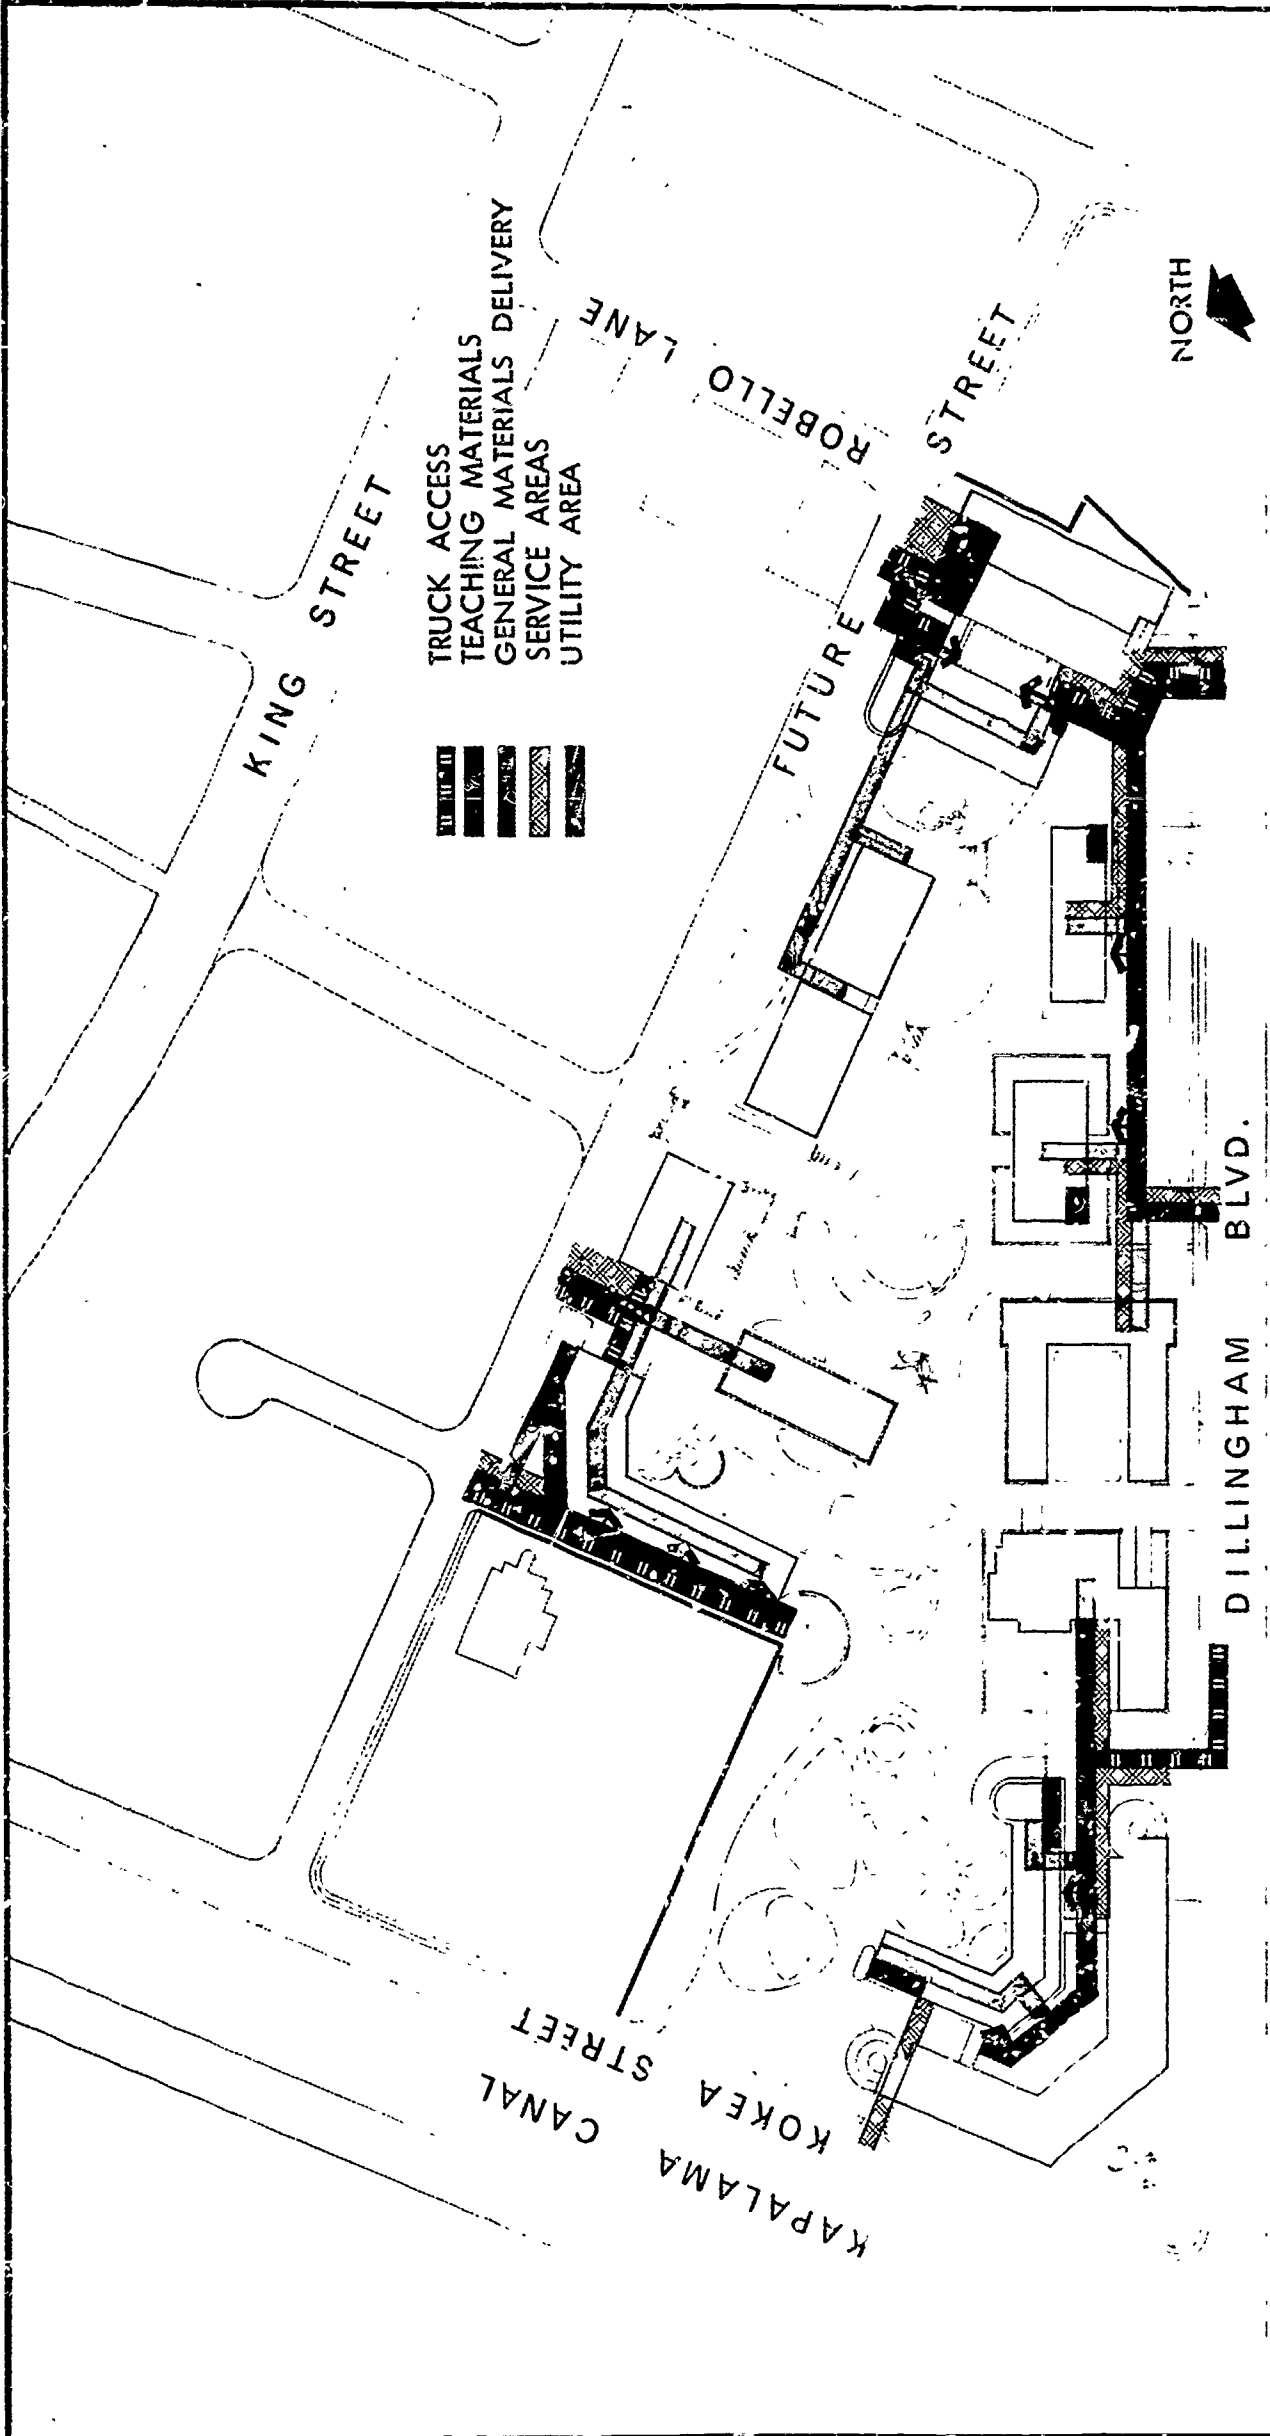 KING STREET
TRUCK ACCESS
TEACHING MATERIALS
GENERAL MATERIALS DELIVERY
SERVICE AREAS
UTILITY AREA
ROBELLO LANE
FUTURE STREET
NORTH
KAPALAMA CANAL
KOKEA STREET
DILLINGHAM BLVD.